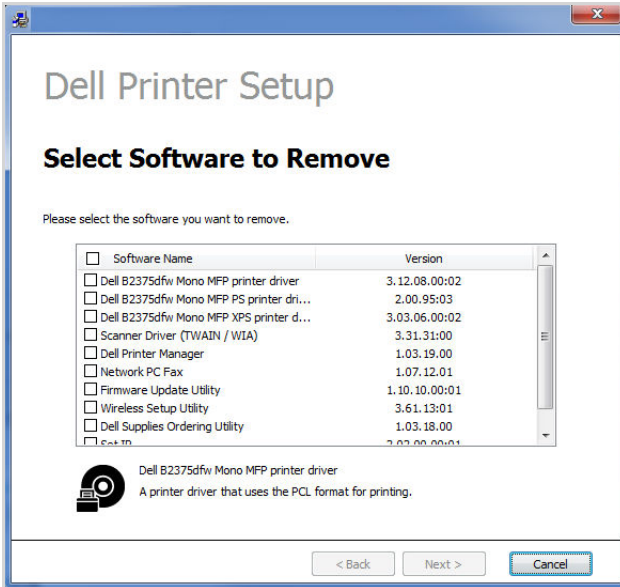 X
Dell Printer Setup
Select Software to Remove
Please select the software you want to remove.
Software Name Version
Dell B2375dfw Mono MFP printer driver 3.12.08.00:02
Dell B2375dfw Mono MFP PS printer dri... 2.00.95:03
Dell B2375dfw Mono MFP XPS printer d... 3.03.06.00:02
Scanner Driver (TWAIN / WIA) 3.31.31:00
Dell Printer Manager 1.03.19.00
Network PC Fax 1.07.12.01
Firmware Update Utility 1.10.10.00:01
Wireless Setup Utility 3.61.13:01
Dell Supplies Ordering Utility 1.03.18.00
Set IP
Dell B2375dfw Mono MFP printer driver
A printer driver that uses the PCL format for printing.
< Back Next > Cancel